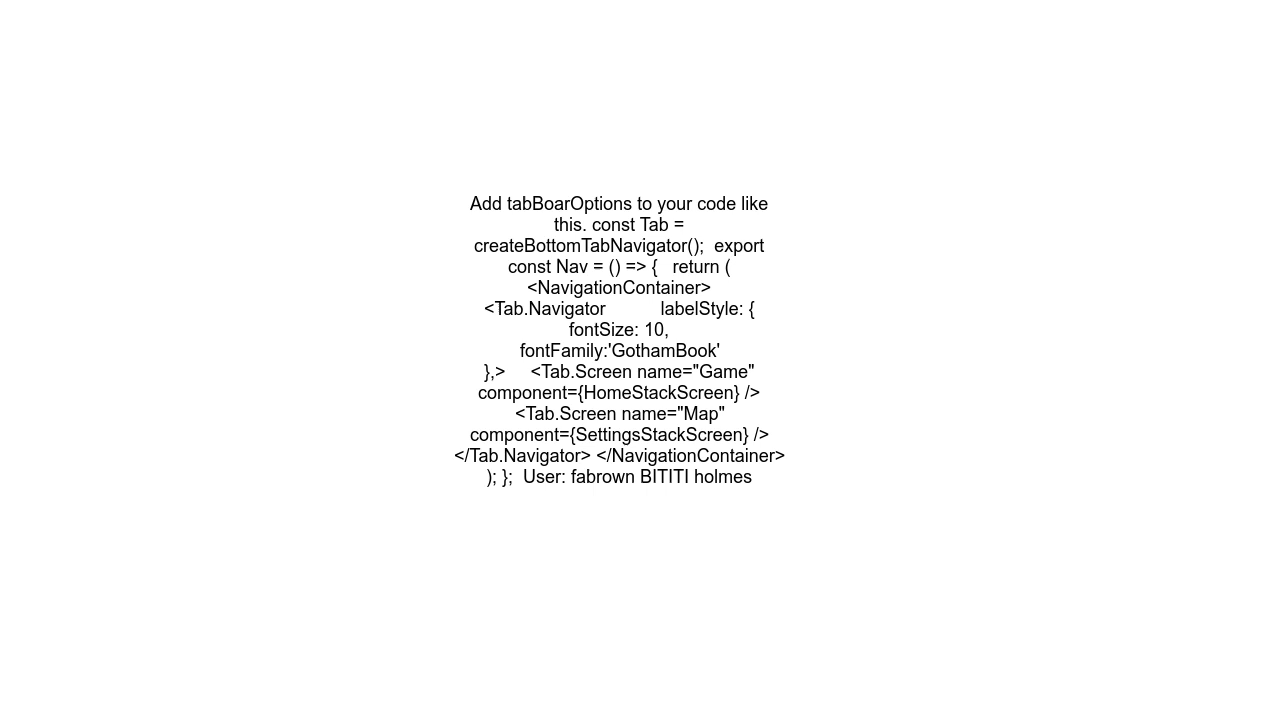 Add tabBoarOptions to your code like
this. const Tab =
createBottomTabNavigator();  export
const Nav = () => {   return (
<NavigationContainer>
<Tab.Navigator           labelStyle: {
fontSize: 10,
fontFamily:'GothamBook'
},>     <Tab.Screen name="Game"
component={HomeStackScreen} />
<Tab.Screen name="Map"
component={SettingsStackScreen} />
</Tab.Navigator> </NavigationContainer>
); };  User: fabrown BITITI holmes